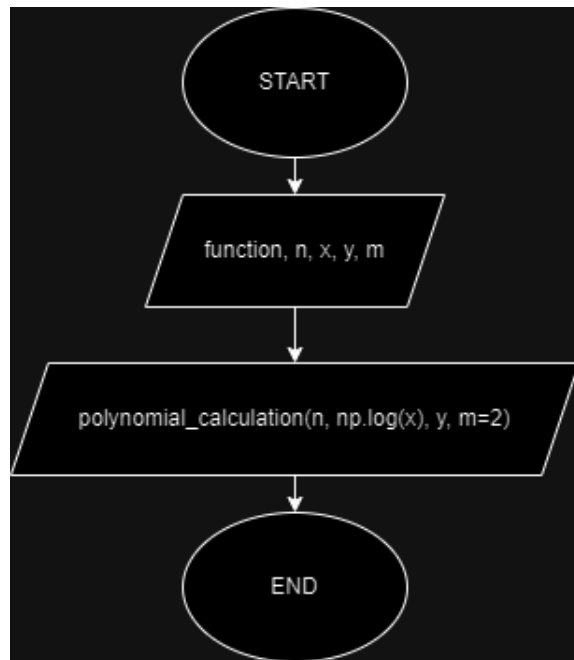 START
function, n, x, y, m
polynomial_calculation(n, np.log(x), y, m=2)
END